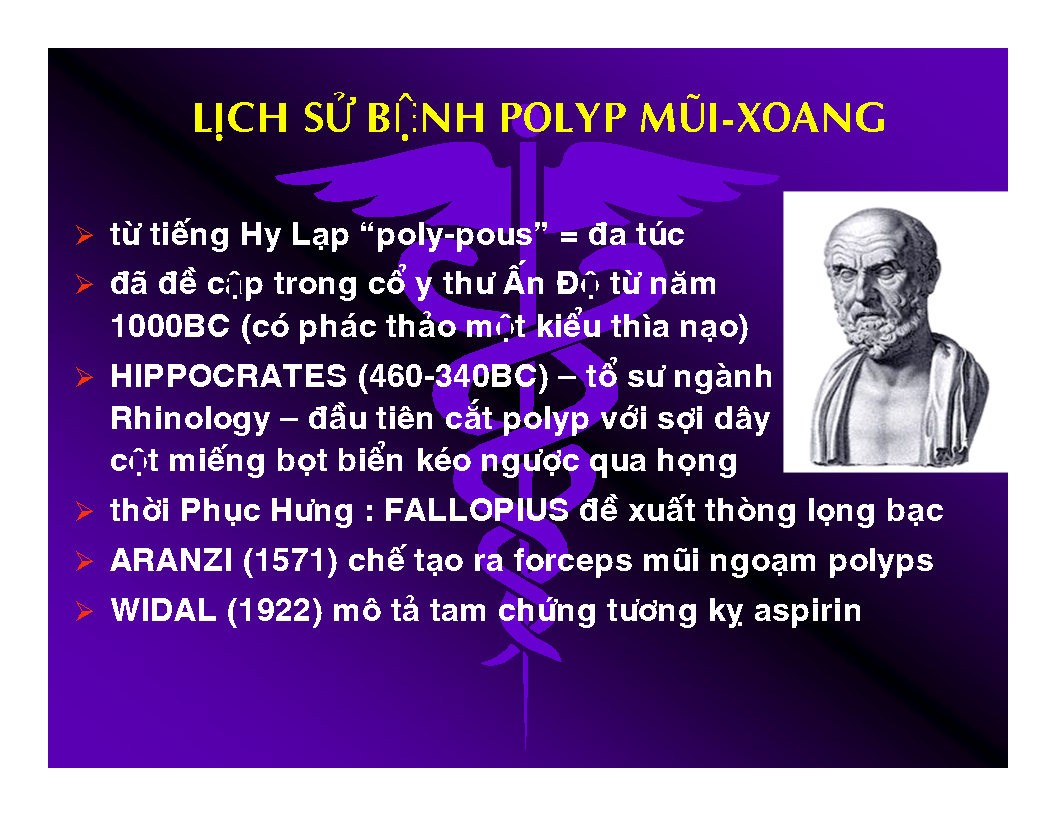 LỊCH SỬ BỆNH POLYP MŨI-XOANG
từ tiếng Hy Lạp “poly-pous” = đa túc
đã đề cập trong cổ y thư Ấn Độ từ năm
1000BC (có phác thảo một kiểu thìa nạo)
HIPPOCRATES (460-340BC) – tổ sư ngành
Rhinology – đầu tiên cắt polyp với sợi dây
cột miếng bọt biển kéo ngược qua họng
thời Phục Hưng : FALLOPIUS đề xuất thòng lọng bạc
ARANZI (1571) chế tạo ra forceps mũi ngoạm polyps
WIDAL (1922) mô tả tam chứng tương kỵ aspirin